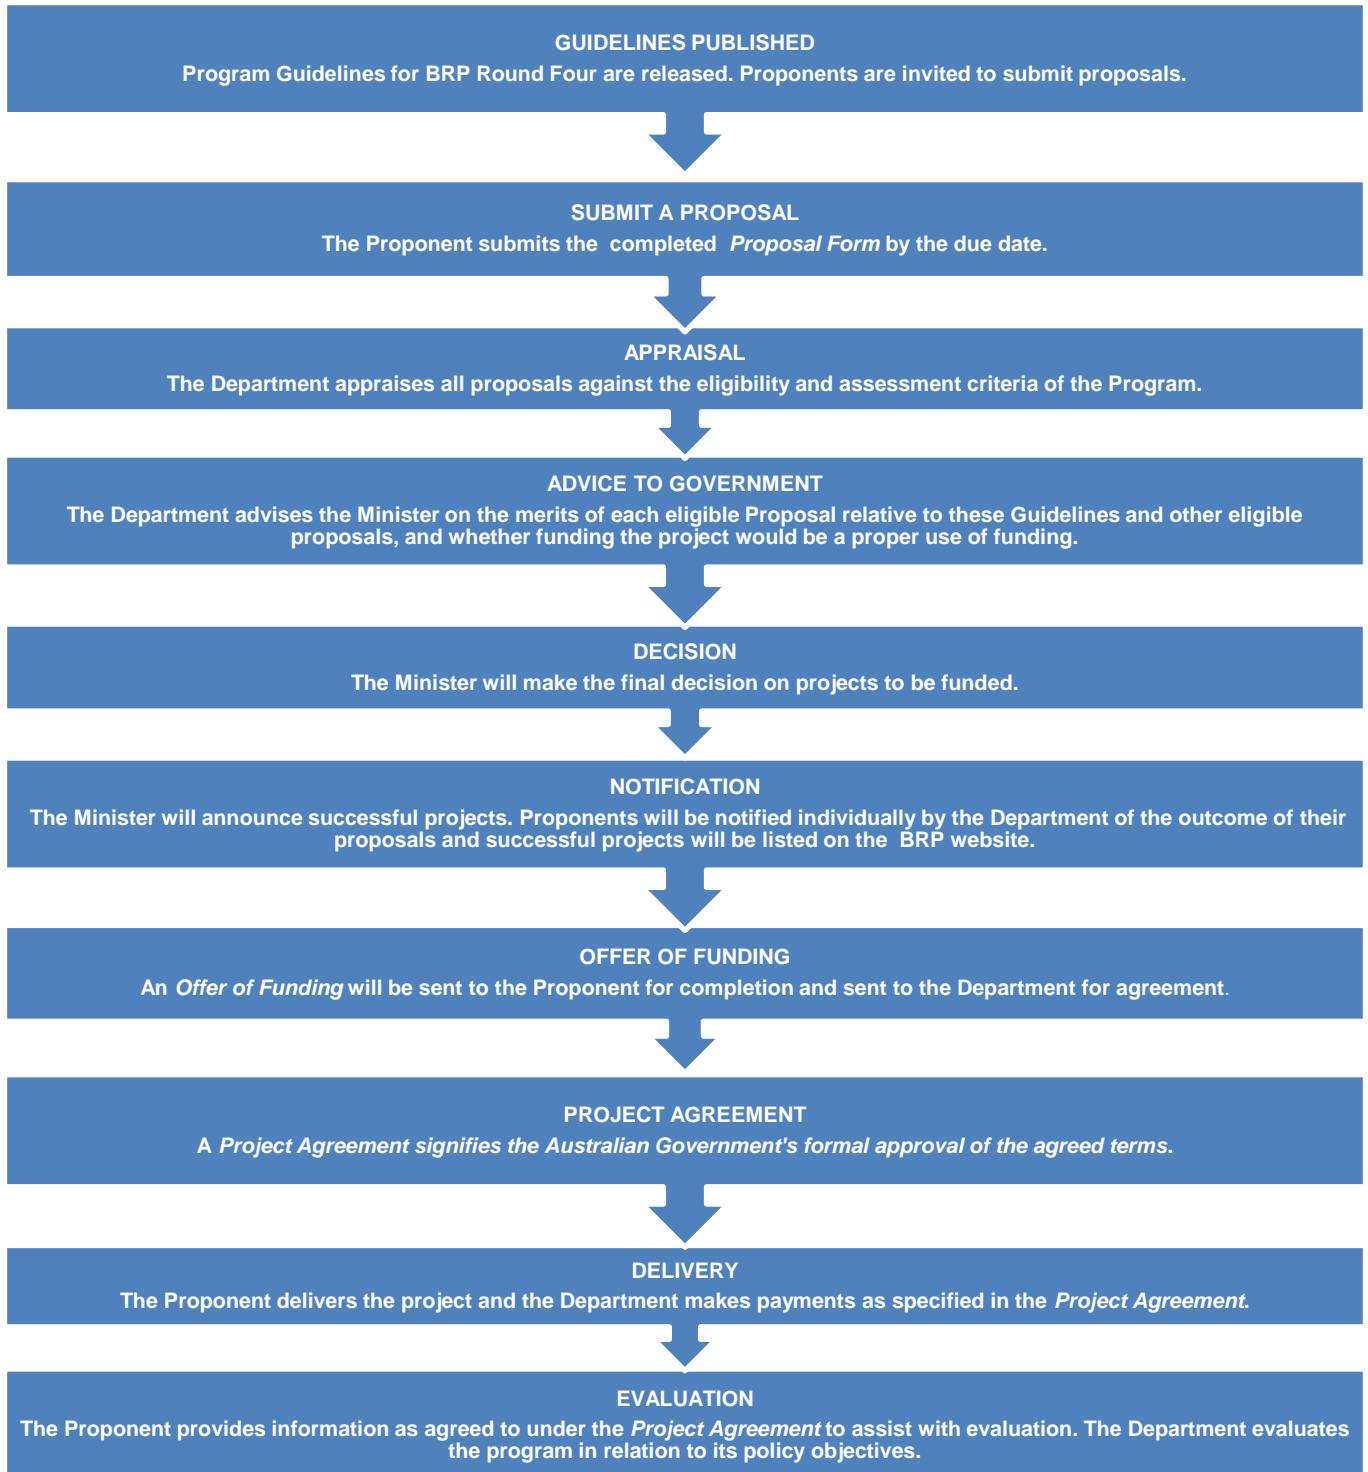 GUIDELINES PUBLISHED
Program Guidelines for BRP Round Four are released. Proponents are invited to submit proposals.
SUBMIT A PROPOSAL
The Proponent submits the completed Proposal Form by the due date.
APPRAISAL
The Department appraises all proposals against the eligibility and assessment criteria of the Program.
ADVICE TO GOVERNMENT
The Department advises the Minister on the merits of each eligible Proposal relative to these Guidelines and other eligible
proposals, and whether funding the project would be a proper use of funding.
DECISION
The Minister will make the final decision on projects to be funded.
NOTIFICATION
The Minister will announce successful projects. Proponents will be notified individually by the Department of the outcome of their
proposals and successful projects will be listed on the BRP website.
OFFER OF FUNDING
An Offer of Funding will be sent to the Proponent for completion and sent to the Department for agreement.
PROJECT AGREEMENT
A Project Agreement signifies the Australian Government's formal approval of the agreed terms.
DELIVERY
The Proponent delivers the project and the Department makes payments as specified in the Project Agreement.
EVALUATION
The Proponent provides information as agreed to under the Project Agreement to assist with evaluation. The Department evaluates
the program in relation to its policy objectives.